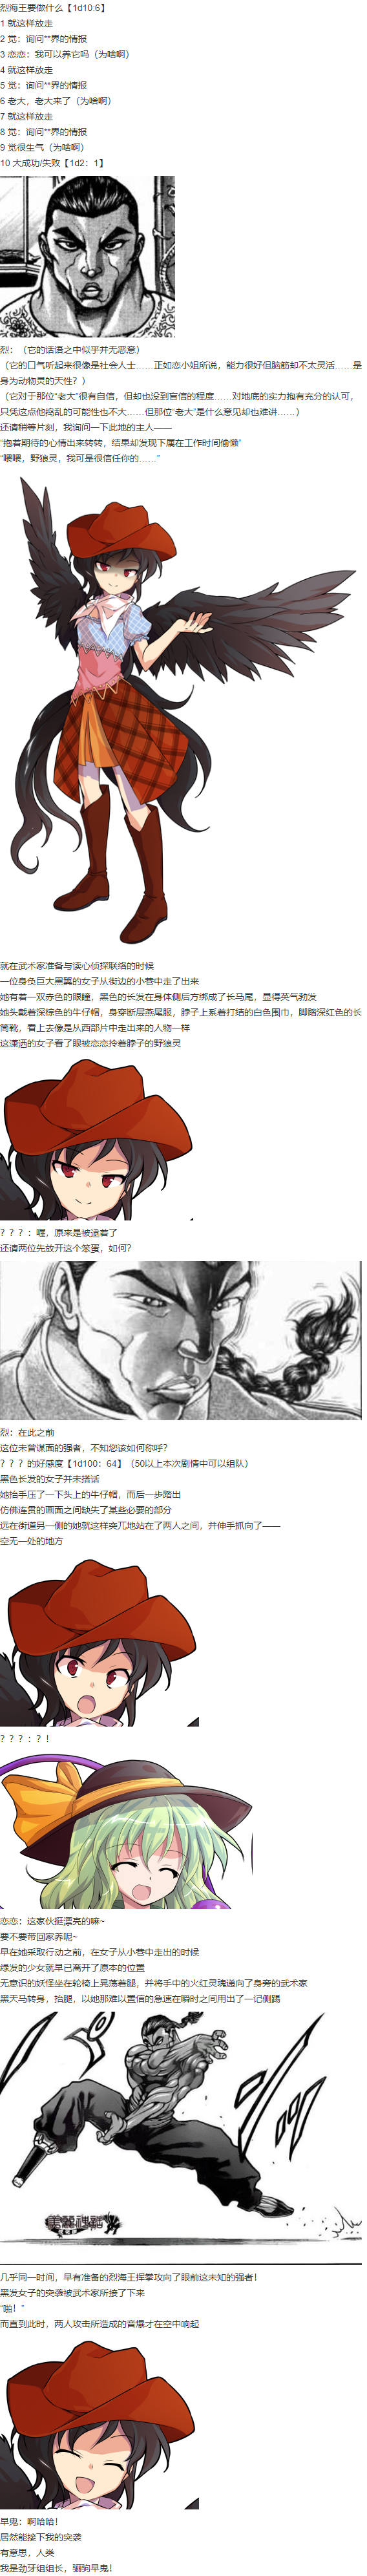 烈海王要做什么【1d10:6】
1 就这样放走
2 觉：询问**界的情报
3 恋恋：我可以养它吗（为啥啊）
4 就这样放走
5 觉：询问**界的情报
6 老大，老大来了（为啥啊）
7 就这样放走
8 觉：询问**界的情报
9 觉很生气（为啥啊）
10 大成功/失败【1d2：1】
烈：（它的话语之中似乎并无恶意）
（它的口气听起来很像是社会人士……正如恋小姐所说，能力很好但脑筋却不太灵活……是身为动物灵的天性？）
（它对于那位“老大”很有自信，但却也没到盲信的程度……对地底的实力抱有充分的认可，只凭这点他捣乱的可能性也不大……但那位“老大”是什么意见却也难讲……）
还请稍等片刻，我询问一下此地的主人——
“抱着期待的心情出来转转，结果却发现下属在工作时间偷懒”
“喂喂，野狼灵，我可是很信任你的……”
就在武术家准备与读心侦探联络的时候
一位身负巨大黑翼的女子从街边的小巷中走了出来
她有着一双赤色的眼瞳，黑色的长发在身体侧后方绑成了长马尾，显得英气勃发
她头戴着深棕色的牛仔帽，身穿断层燕尾服，脖子上系着打结的白色围巾，脚踏深红色的长筒靴，看上去像是从西部片中走出来的人物一样
这潇洒的女子看了眼被恋恋拎着脖子的野狼灵
？？？：喔，原来是被逮着了
还请两位先放开这个笨蛋，如何？
烈：在此之前
这位未曾谋面的强者，不知您该如何称呼？
？？？的好感度【1d100：64】（50以上本次剧情中可以组队）
黑色长发的女子并未搭话
她抬手压了一下头上的牛仔帽，而后一步踏出
仿佛连贯的画面之间缺失了某些必要的部分
远在街道另一侧的她就这样突兀地站在了两人之间，并伸手抓向了——
空无一处的地方
？？？：？！
恋恋：这家伙挺漂亮的嘛~
要不要带回家养呢~
早在她采取行动之前，在女子从小巷中走出的时候
绿发的少女就早已离开了原本的位置
无意识的妖怪坐在轮椅上晃荡着腿，并将手中的火红灵魂递向了身旁的武术家
黑天马转身，抬腿，以她那难以置信的急速在瞬时之间用出了一记侧踢
几乎同一时间，早有准备的烈海王挥拳攻向了眼前这未知的强者！
黑发女子的突袭被武术家所接了下来
“啪！”
而直到此时，两人攻击所造成的音爆才在空中响起
早鬼：啊哈哈！
居然能接下我的突袭
有意思，人类
我是劲牙组组长，骊驹早鬼！